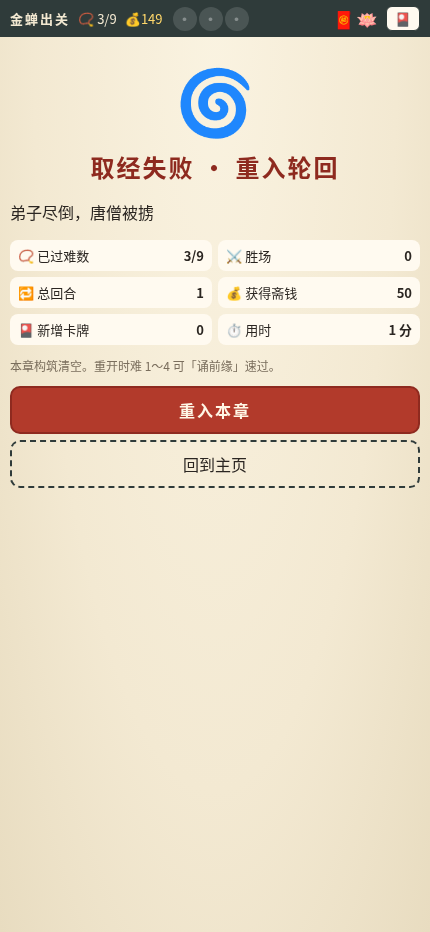 金蝉出关 3/9 149
取经失败 · 重入轮回
弟子尽倒，唐僧被掳
已过难数 3/9
胜场 0
总回合 1
获得斋钱 50
新增卡牌 0
用时 1 分
本章构筑清空。重开时难 1～4 可「诵前缘」速过。
重入本章
回到主页